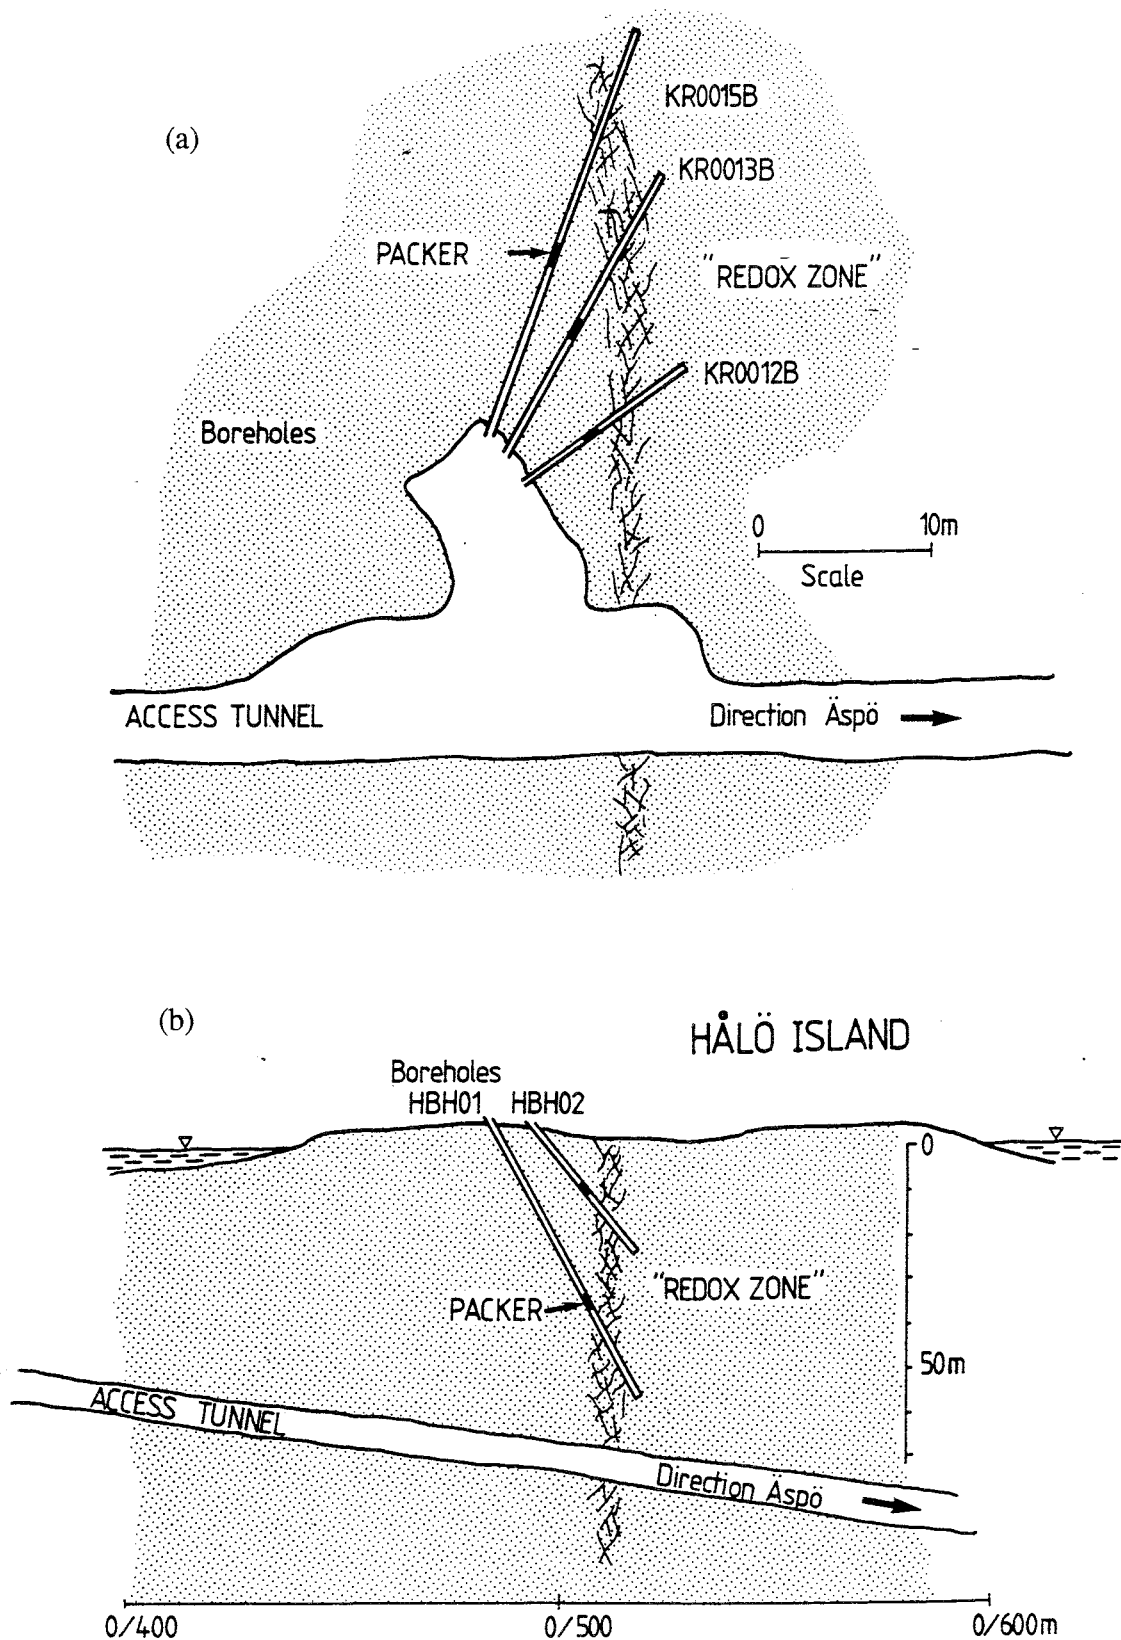 (a)
KR0015B
KR0013B
PACKER
"REDOX ZONE"
KR0012B
Boreholes
0 10m
Scale
ACCESS TUNNEL
Direction Äspö
(b)
HÅLÖ ISLAND
Boreholes
HBH01 HBH02
0
"REDOX ZONE"
PACKER
50m
ACCESS TUNNEL
Direction Äspö
0/400 0/500 0/600m